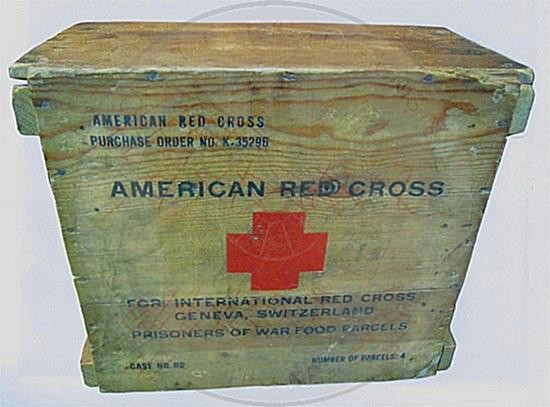 AMERICAN RED CROSS
PURCHASE ORDER NO. K-35296
AMERICAN RED CROSS
FOR: INTERNATIONAL RED CROSS
GENEVA, SWITZERLAND
PRISONERS OF WAR FOOD PARCELS
CASE NO.
NUMBER OF PARCELS: 4